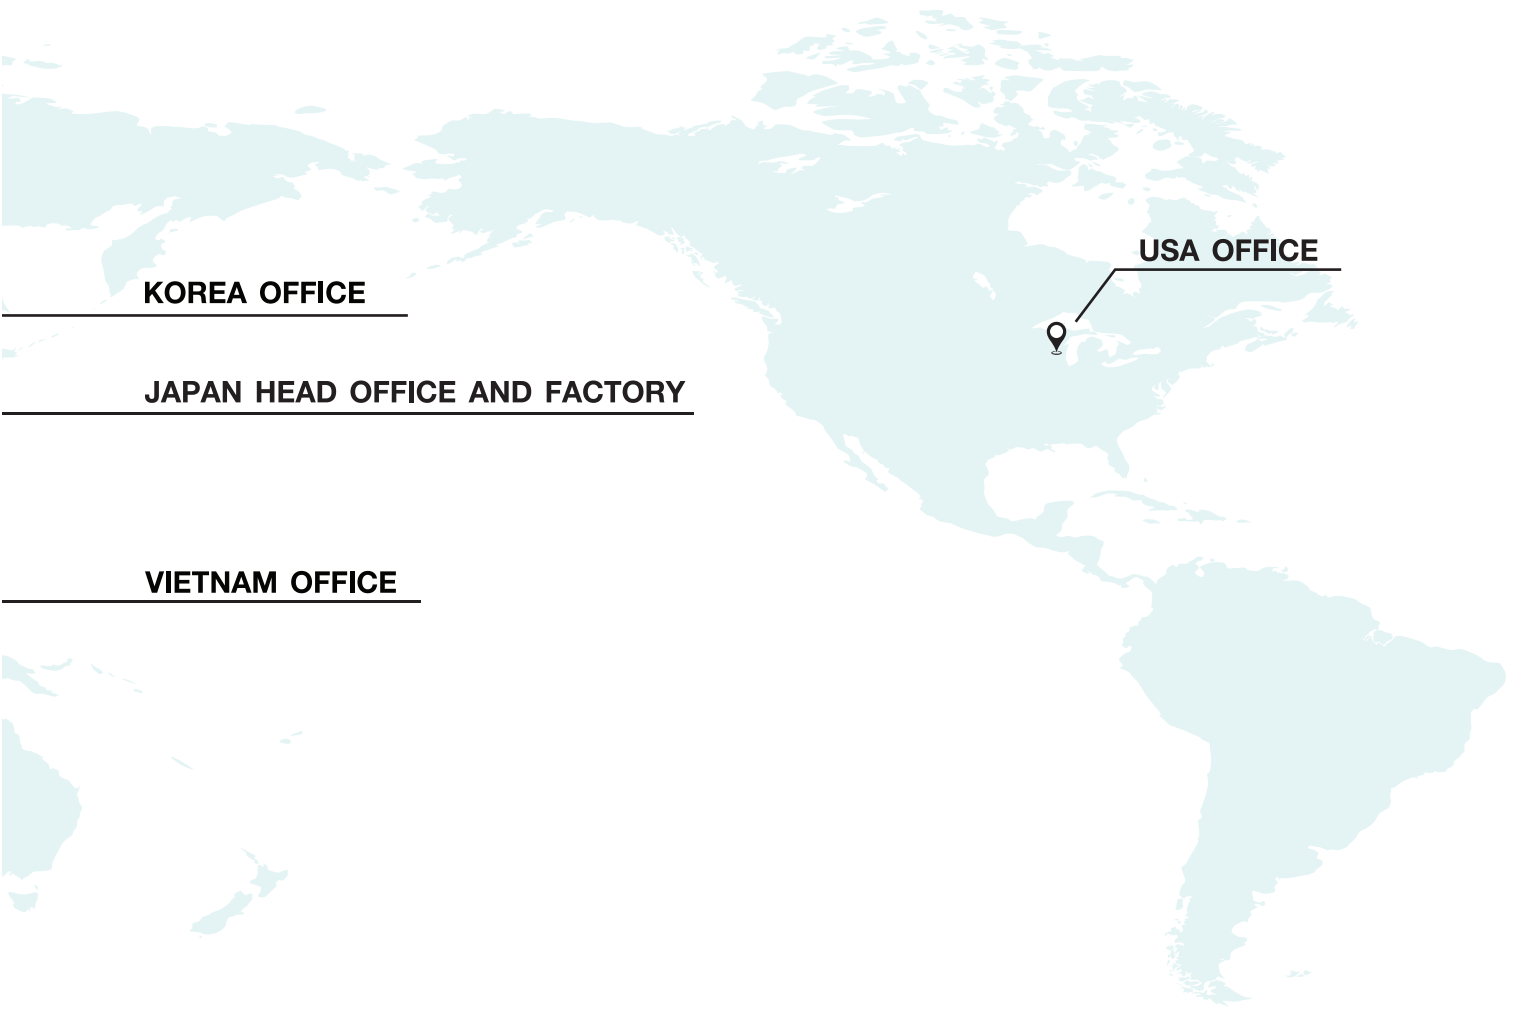 USA OFFICE
KOREA OFFICE
JAPAN HEAD OFFICE AND FACTORY
VIETNAM OFFICE